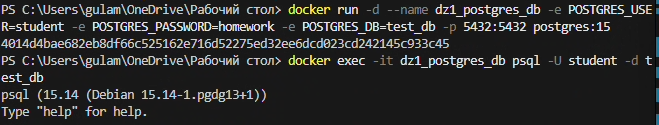 PS C:\Users\gulam\OneDrive\Рабочий стол> docker run -d --name dz1_postgres_db -e POSTGRES_USE
R=student -e POSTGRES_PASSWORD=homework -e POSTGRES_DB=test_db -p 5432:5432 postgres:15
4014d4bae682eb8df66c525162e716d52275ed32ee6dcd023cd242145c933c45
PS C:\Users\gulam\OneDrive\Рабочий стол> docker exec -it dz1_postgres_db psql -U student -d t
est_db
psql (15.14 (Debian 15.14-1.pgdg13+1))
Type "help" for help.